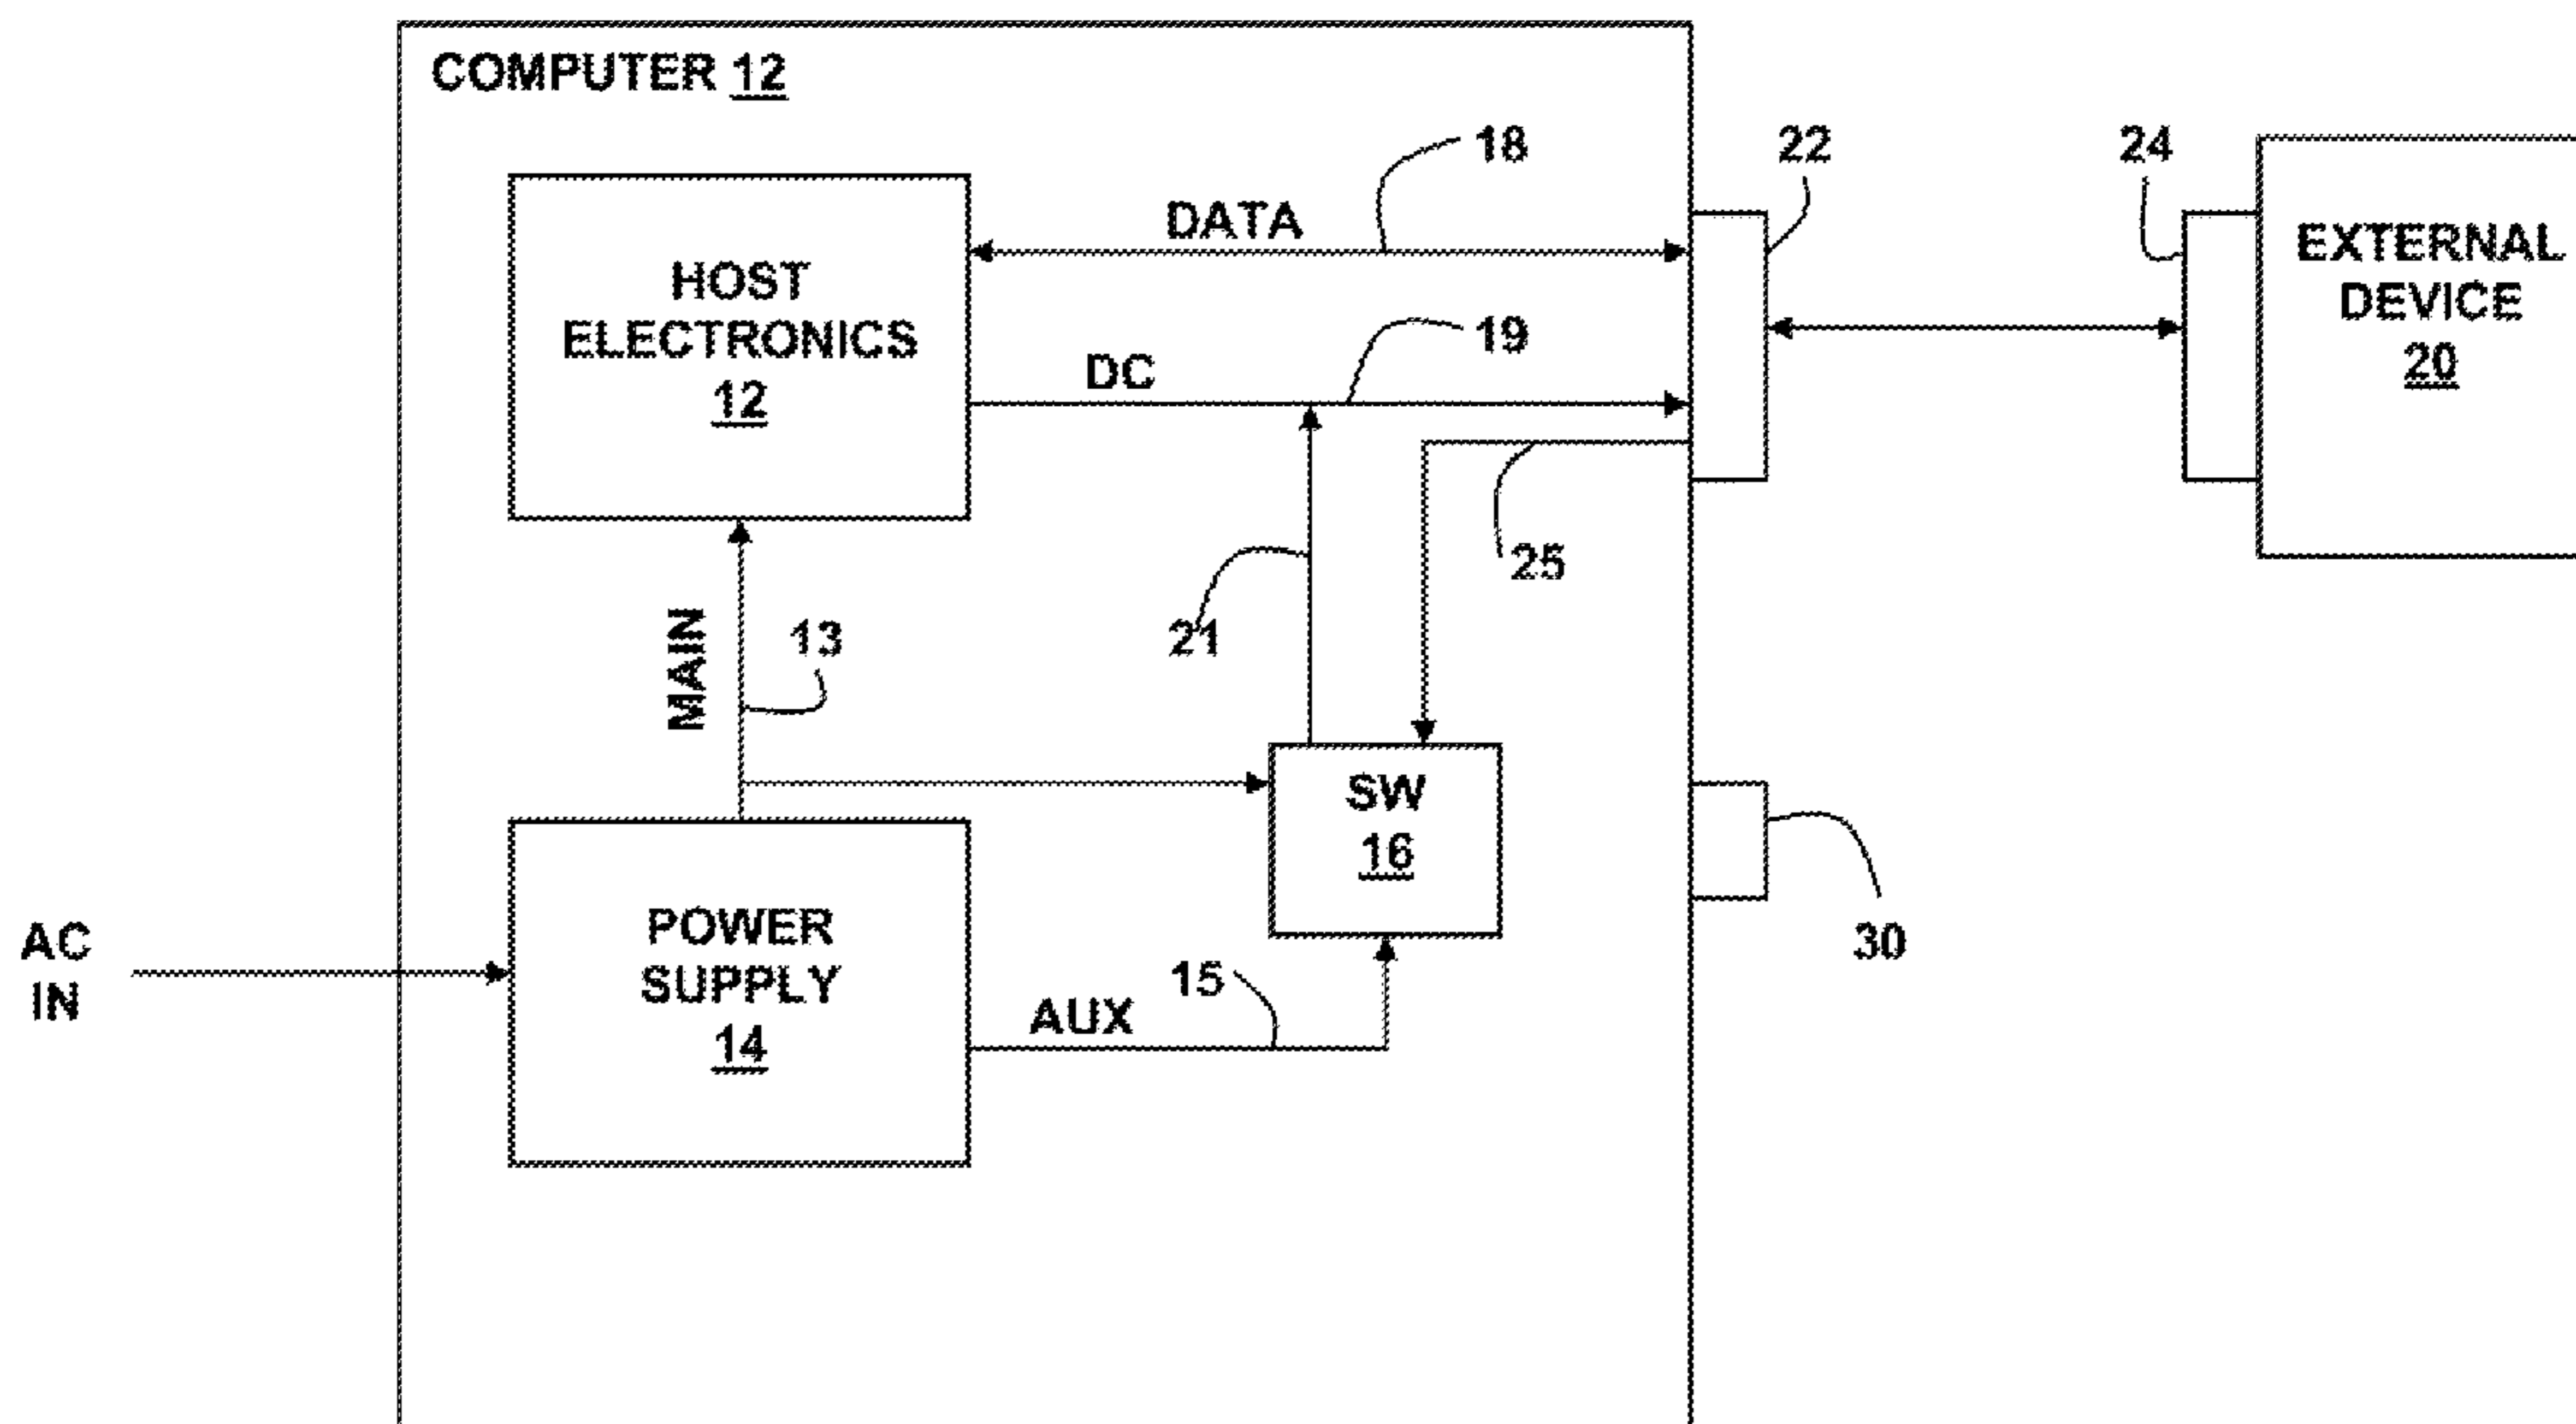 COMPUTER 12
18
22
24
DATA
HOST
ELECTRONICS
12
EXTERNAL
DEVICE
20
19
DC
25
21
MAIN
13
SW
16
30
POWER
SUPPLY
14
AC
IN
15
AUX